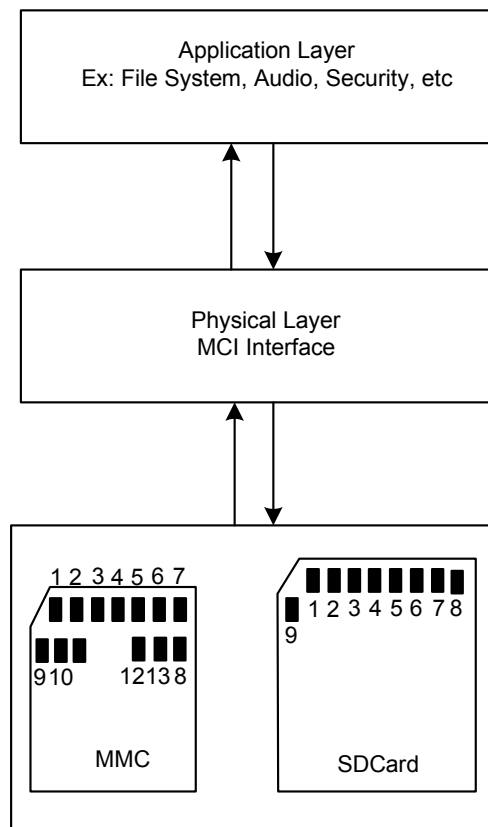 Application Layer
Ex: File System, Audio, Security, etc
Physical Layer
MCI Interface
1 2 3 4 5 6 7
9 10 12 13 8
MMC
1 2 3 4 5 6 7 8
9
SDCard